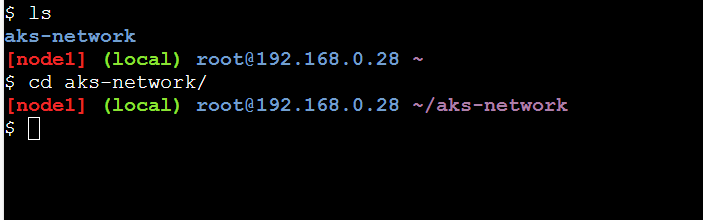 $ ls
aks-network
[node1] (local) root@192.168.0.28 ~
$ cd aks-network/
[node1] (local) root@192.168.0.28 ~/aks-network
$